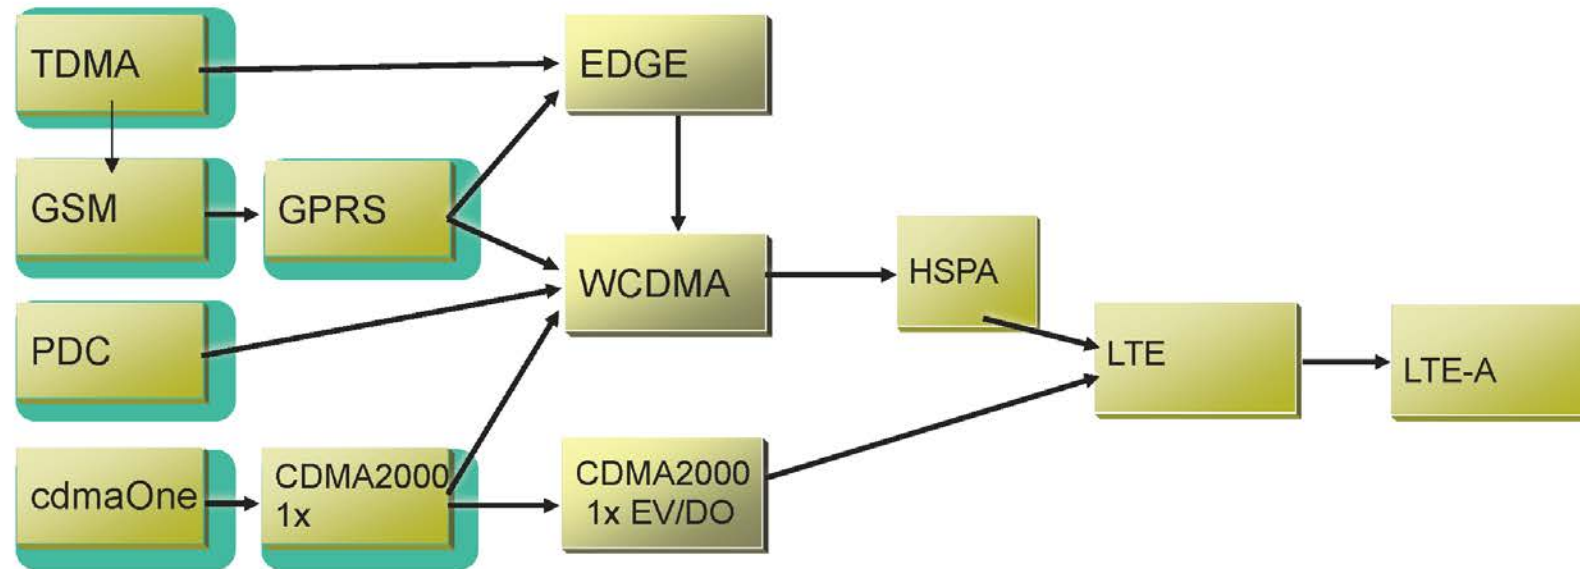 TDMA
EDGE
GSM
GPRS
WCDMA
HSPA
PDC
LTE
LTE-A
cdmaOne
CDMA2000
1x
CDMA2000
1x EV/DO